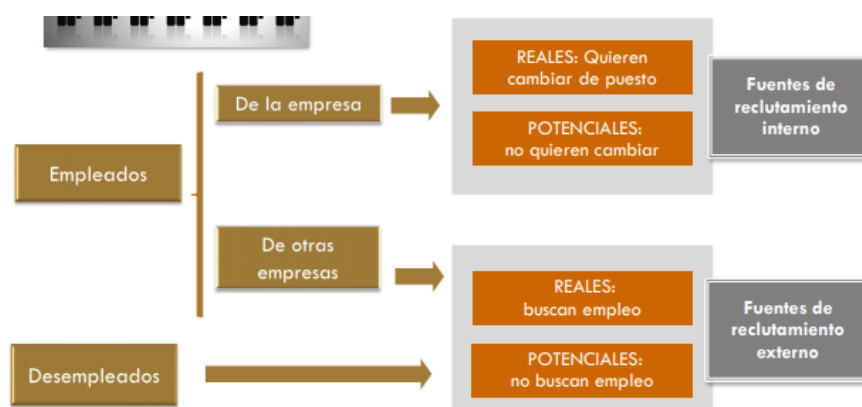 Empleados
De la empresa
REALES: Quieren
cambiar de puesto
POTENCIALES:
no quieren cambiar
Fuentes de
reclutamiento
interno
De otras
empresas
Desempleados
REALES:
buscan empleo
POTENCIALES:
no buscan empleo
Fuentes de
reclutamiento
externo